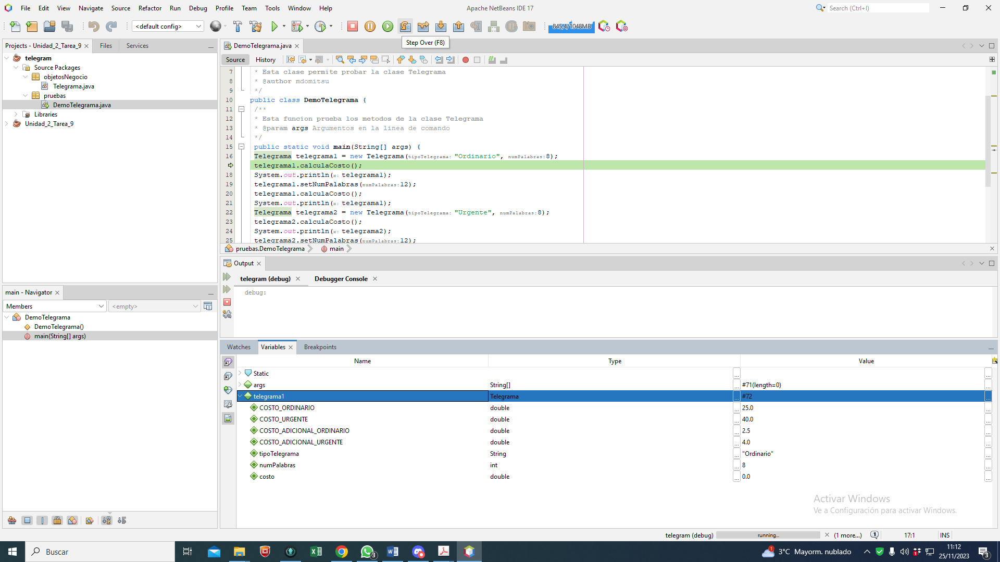 File Edit View Navigate Source Refactor Run Debug Profile Team Tools Window Help Apache NetBeans IDE 17 Search (Ctrl+I)
<default config> 845,4/1048MB
Step Over (F8)
Projects - Unidad_2_Tarea_9 Files Services
telegram
Source Packages
objetosNegocio
Telegrama.java
pruebas
DemoTelegrama.java
Libraries
Unidad_2_Tarea_9
DemoTelegrama.java
Source History
7 * Esta clase permite probar la clase Telegrama
8 * @author mdomitsu
9 */
10 public class DemoTelegrama {
11 /**
12 * Esta funcion prueba los metodos de la clase Telegrama
13 * @param args Argumentos en la linea de comando
14 */
15 public static void main(String[] args) {
16 Telegrama telegrama1 = new Telegrama(tipoTelegrama: "Ordinario", numPalabras:8);
telegrama1.calculaCosto();
18 System.out.println(x: telegrama1);
19 telegrama1.setNumPalabras(numPalabras:12);
20 telegrama1.calculaCosto();
21 System.out.println(x: telegrama1);
22 Telegrama telegrama2 = new Telegrama(tipoTelegrama: "Urgente", numPalabras:8);
23 telegrama2.calculaCosto();
24 System.out.println(x: telegrama2);
25 telegrama2.setNumPalabras(numPalabras:12);
pruebas.DemoTelegrama main
Output
telegram (debug) Debugger Console
debug:
main - Navigator
Members <empty>
DemoTelegrama
DemoTelegrama()
main(String[] args)
Watches Variables Breakpoints
Name Type Value
Static
args String[] #71(length=0)
telegrama1 Telegrama #72
COSTO_ORDINARIO double 25.0
COSTO_URGENTE double 40.0
COSTO_ADICIONAL_ORDINARIO double 2.5
COSTO_ADICIONAL_URGENTE double 4.0
tipoTelegrama String "Ordinario"
numPalabras int 8
costo double 0.0
Activar Windows
Ve a Configuración para activar Windows.
telegram (debug) running... (1 more...) 1 17:1 INS
Buscar 3 1 3°C Mayorm. nublado 11:12
25/11/2023 3